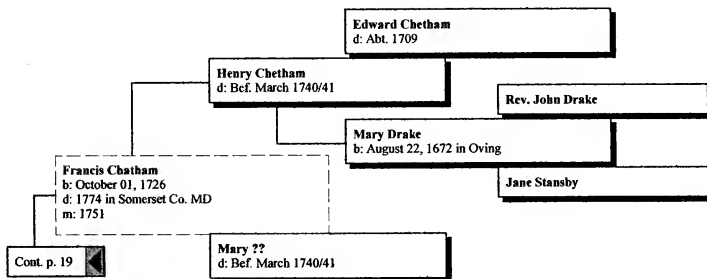 Edward Chetham
d: Abt. 1709
Henry Chetham
d: Bef. March 1740/41
Rev. John Drake
Mary Drake
b: August 22, 1672 in Oving
Jane Stansby
Francis Chatham
b: October 01, 1726
d: 1774 in Somerset Co. MD
m: 1751
Mary ??
d: Bef. March 1740/41
Cont. p. 19